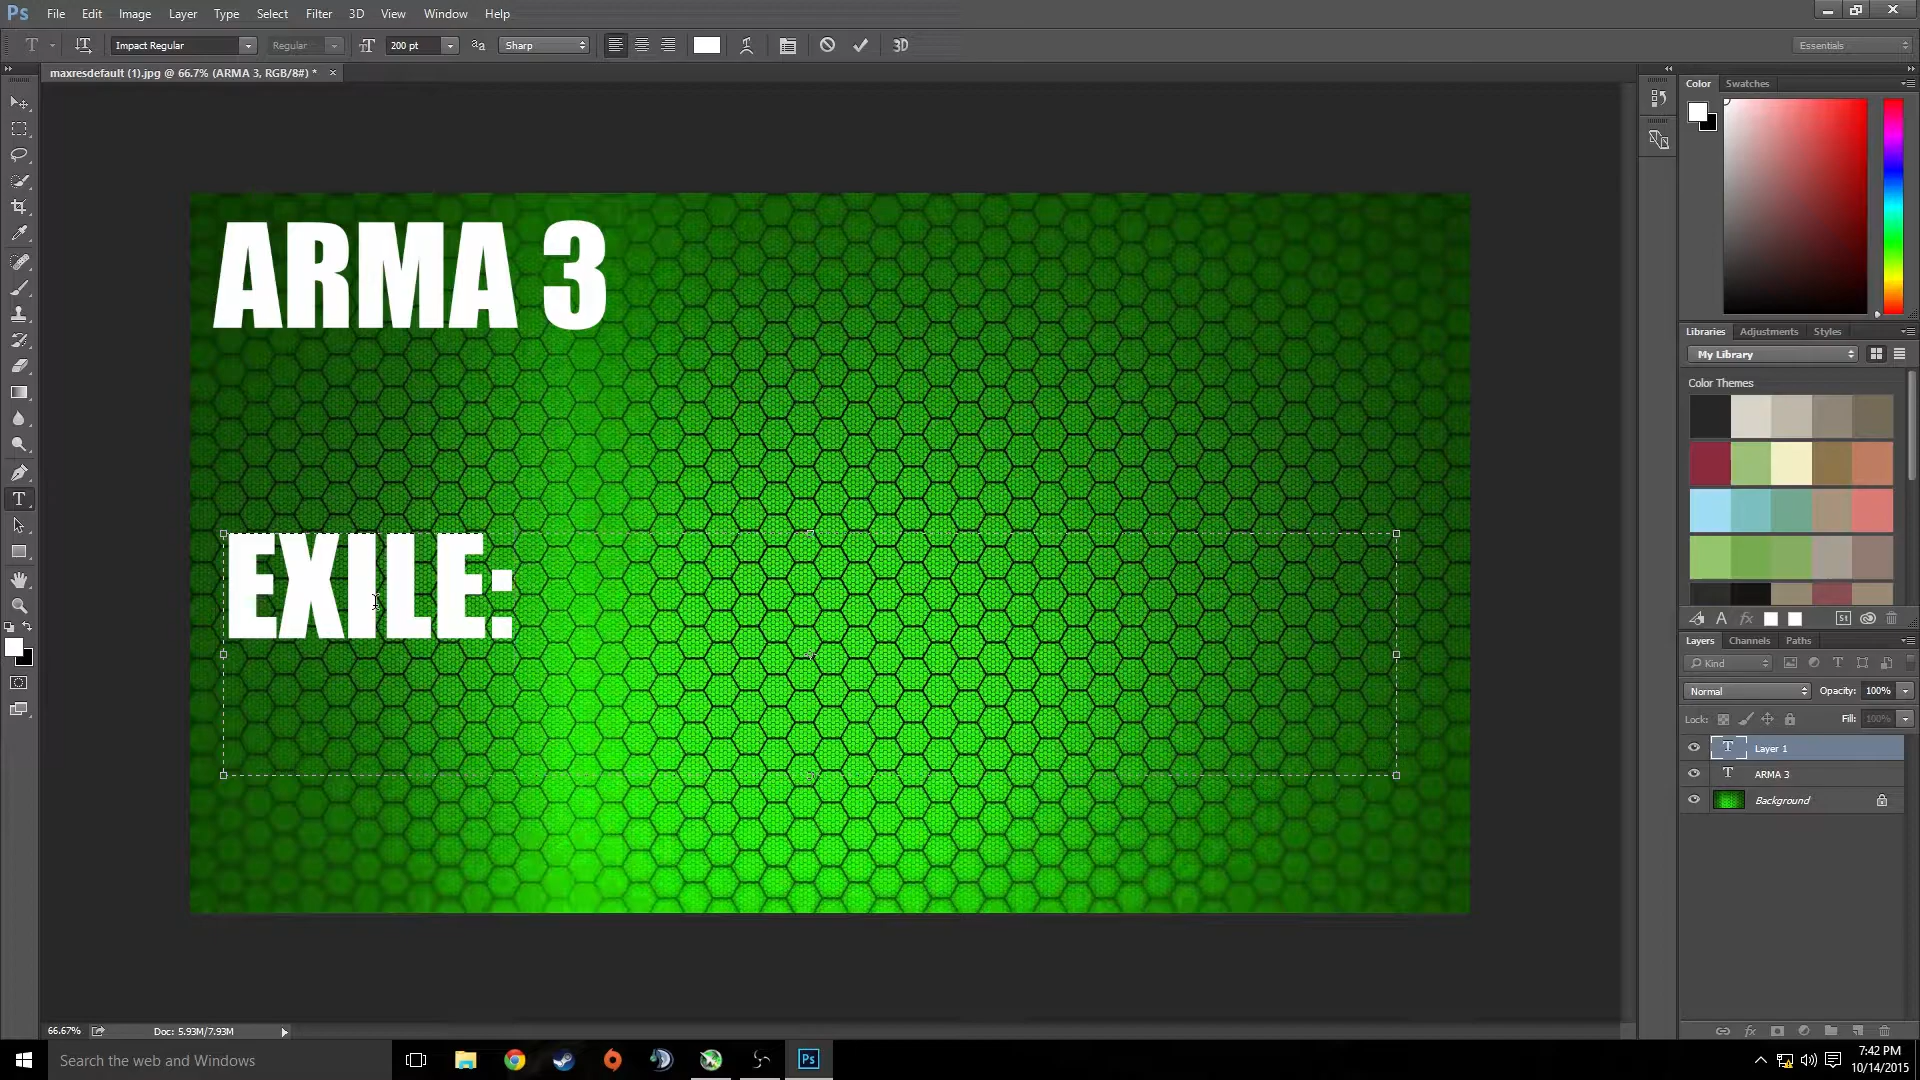 Ps File Edit Image Layer Type Select Filter 3D View Window Help
T Impact Regular Regular 200 pt Sharp 3D Essentials
maxresdefault (1).jpg @ 66.7% (ARMA 3, RGB/8#) *
Color Swatches
ARMA 3
EXILE:
Libraries Adjustments Styles
My Library
Color Themes
St
Layers Channels Paths
Kind
Normal Opacity: 100%
Lock: Fill: 100%
Layer 1
ARMA 3
Background
66.67% Doc: 5.93M/7.93M
Search the web and Windows
Ps
7:42 PM
10/14/2015